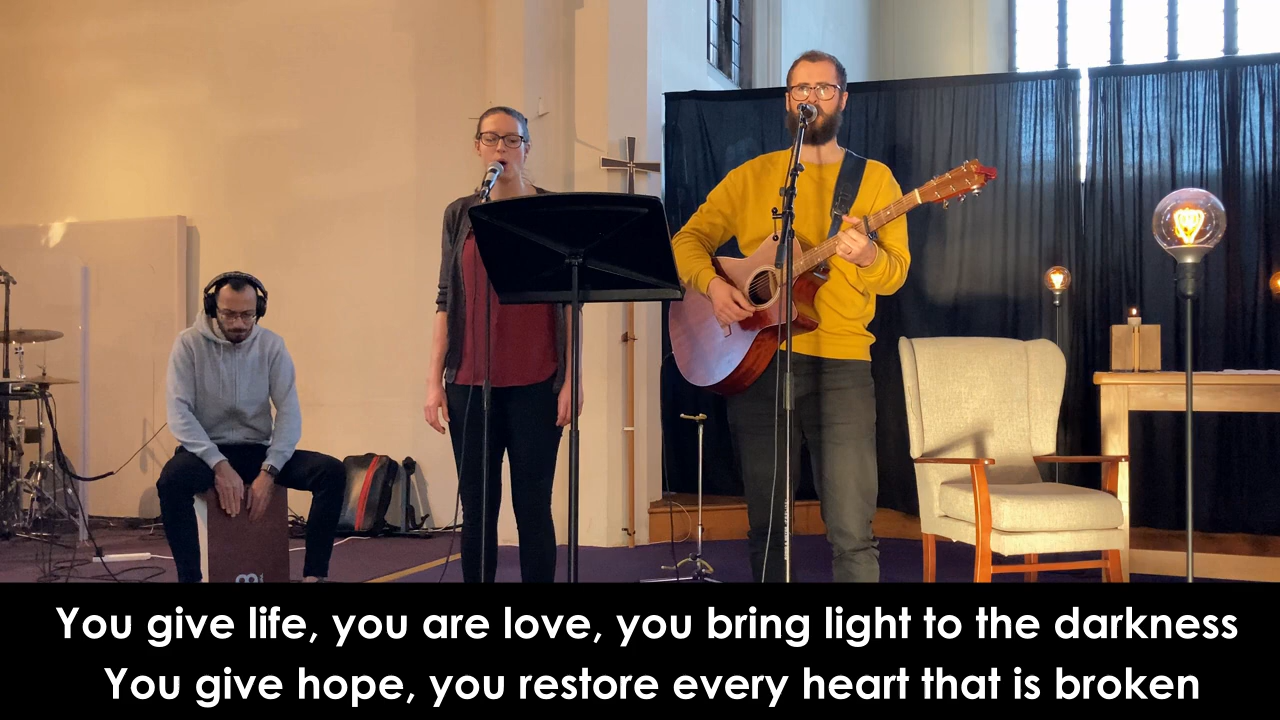 You give life, you are love, you bring light to the darkness
You give hope, you restore every heart that is broken